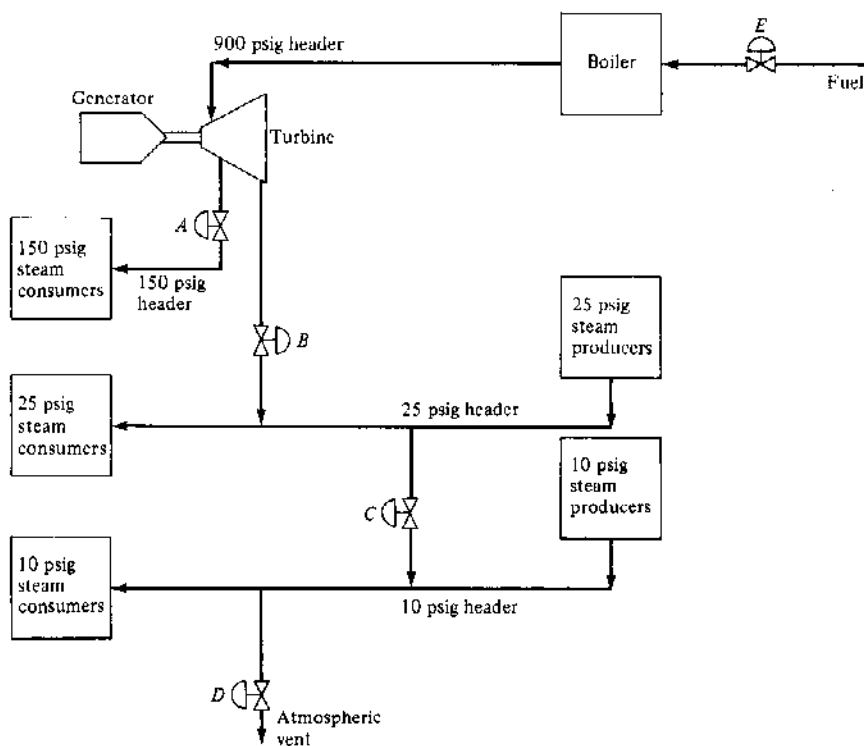 900 psig header
E
Boiler
Fuel
Generator
Turbine
A
150 psig
steam
consumers
150 psig
header
25 psig
steam
producers
B
25 psig
steam
consumers
25 psig header
10 psig
steam
producers
C
10 psig
steam
consumers
10 psig header
D
Atmospheric
vent